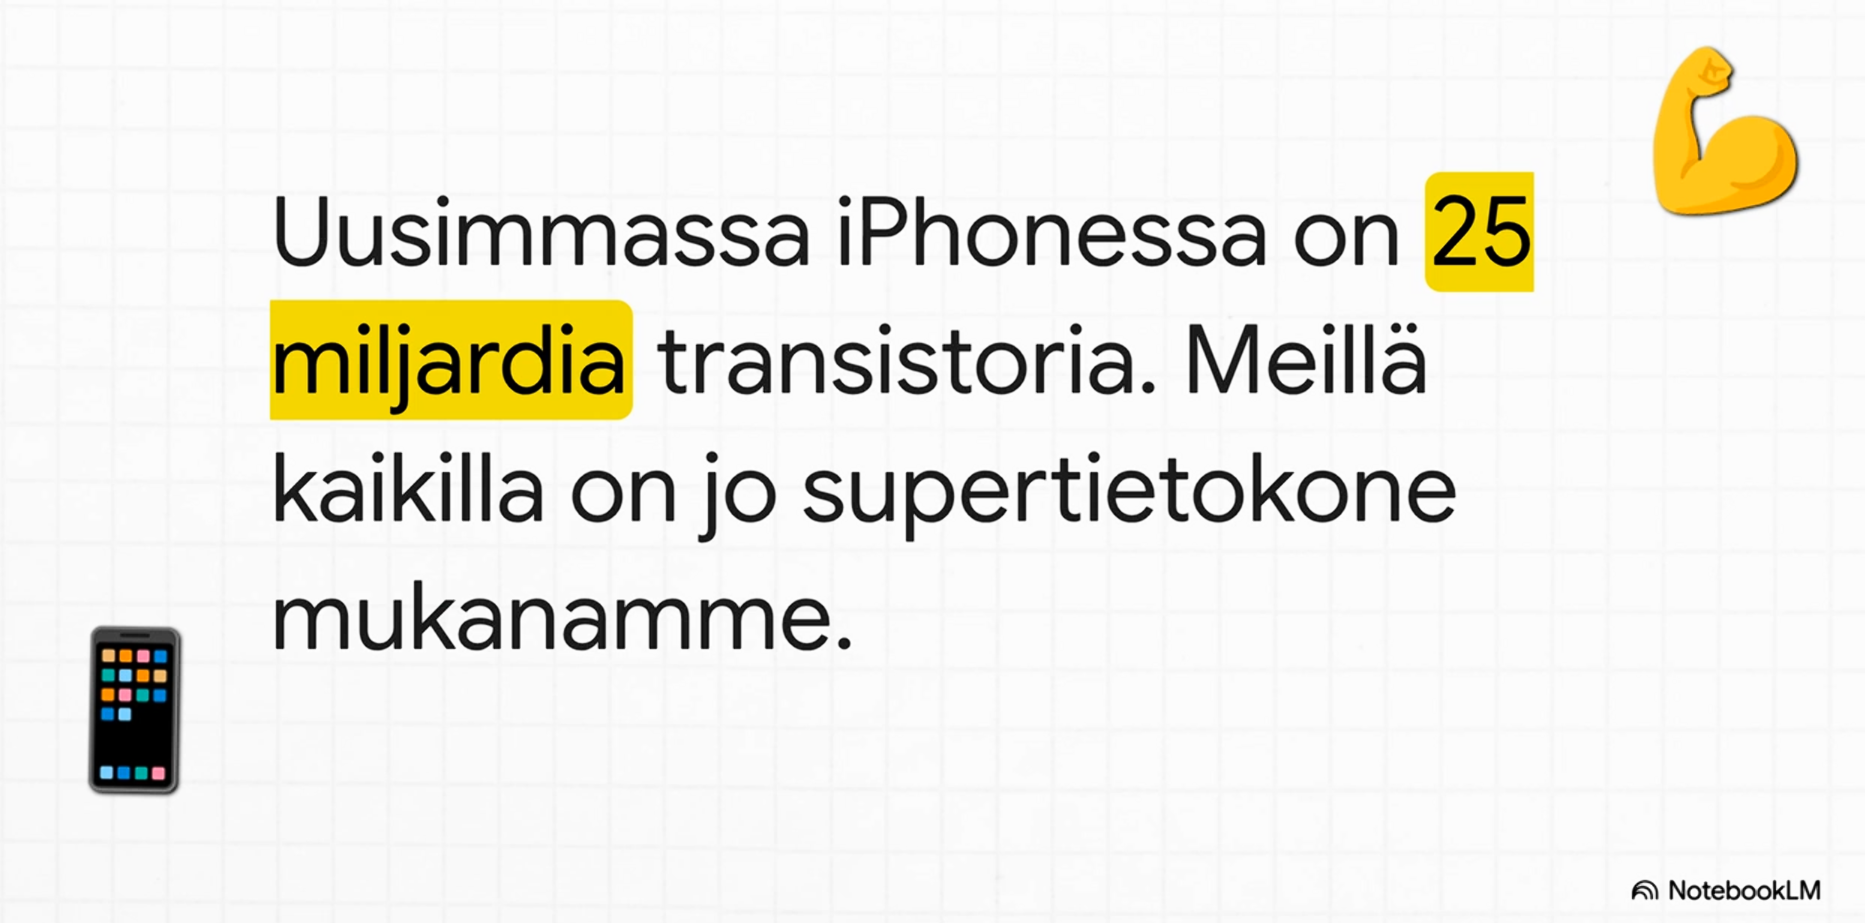 Uusimmassa iPhonessa on 25
miljardia transistoria. Meillä
kaikilla on jo supertietokone
mukanamme.
NotebookLM